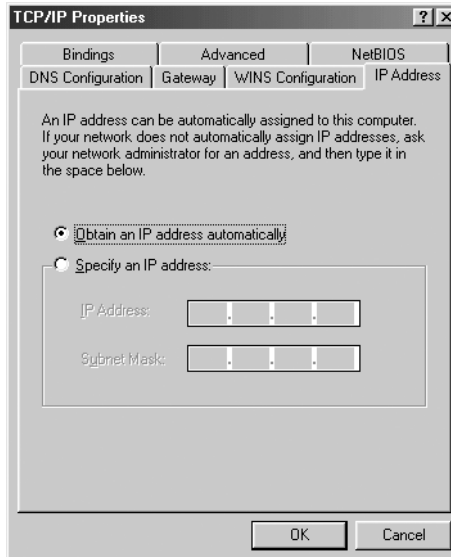 TCP/IP Properties
Bindings Advanced NetBIOS
DNS Configuration Gateway WINS Configuration IP Address
An IP address can be automatically assigned to this computer.
If your network does not automatically assign IP addresses, ask
your network administrator for an address, and then type it in
the space below.
Obtain an IP address automatically
Specify an IP address:
IP Address:
. . .
Subnet Mask:
. . .
OK Cancel